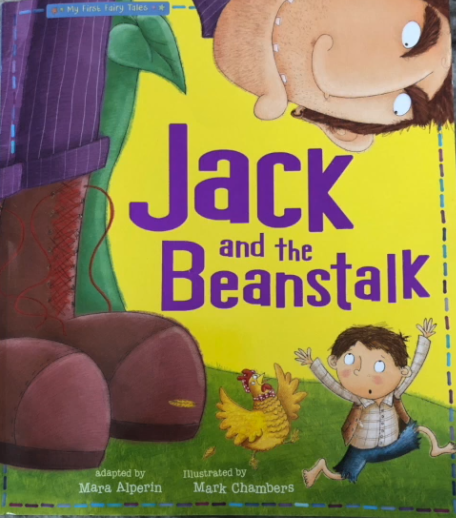 My First Fairy Tales
Jack
and the
Beanstalk
adapted by
Mara Alperin
illustrated by
Mark Chambers